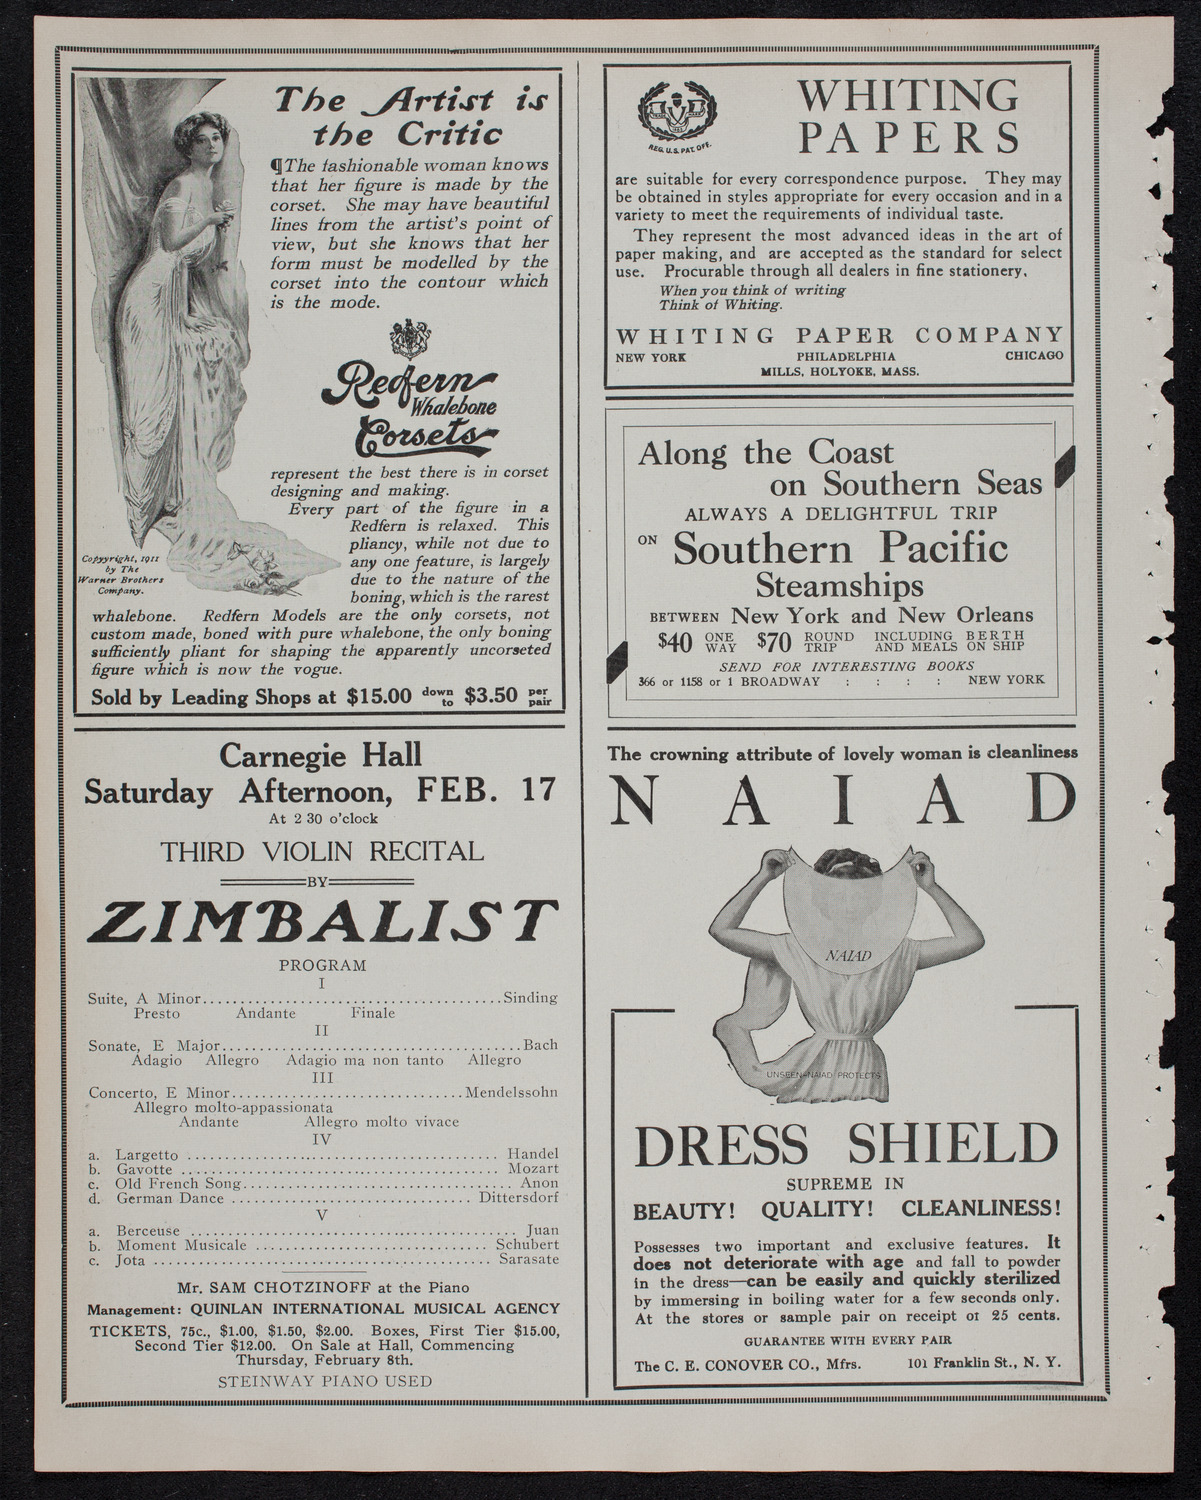 The Artist is
the Critic
¶The fashionable woman knows
that her figure is made by the
corset. She may have beautiful
lines from the artist's point of
view, but she knows that her
form must be modelled by the
corset into the contour which
is the mode.
Redfern
Whalebone
Corsets
represent the best there is in corset
designing and making.
Every part of the figure in a
Redfern is relaxed. This
pliancy, while not due to
any one feature, is largely
due to the nature of the
boning, which is the rarest
Copyright, 1911
by The
Warner Brothers
Company.
whalebone. Redfern Models are the only corsets, not
custom made, boned with pure whalebone, the only boning
sufficiently pliant for shaping the apparently uncorseted
figure which is now the vogue.
Sold by Leading Shops at $15.00 down to $3.50 per pair
Carnegie Hall
Saturday Afternoon, FEB. 17
At 2 30 o'clock
THIRD VIOLIN RECITAL
BY
ZIMBALIST
PROGRAM
I
Suite, A Minor......................................Sinding
Presto Andante Finale
II
Sonate, E Major......................................Bach
Adagio Allegro Adagio ma non tanto Allegro
III
Concerto, E Minor..............................Mendelssohn
Allegro molto-appassionata
Andante Allegro molto vivace
IV
a. Largetto .......................................... Handel
b. Gavotte ........................................... Mozart
c. Old French Song.................................... Anon
d. German Dance ................................ Dittersdorf
V
a. Berceuse ............................................ Juan
b. Moment Musicale ................................ Schubert
c. Jota ............................................. Sarasate
Mr. SAM CHOTZINOFF at the Piano
Management: QUINLAN INTERNATIONAL MUSICAL AGENCY
TICKETS, 75c., $1.00, $1.50, $2.00. Boxes, First Tier $15.00,
Second Tier $12.00. On Sale at Hall, Commencing
Thursday, February 8th.
STEINWAY PIANO USED
REG. U.S. PAT. OFF.
WHITING
PAPERS
are suitable for every correspondence purpose. They may
be obtained in styles appropriate for every occasion and in a
variety to meet the requirements of individual taste.
They represent the most advanced ideas in the art of
paper making, and are accepted as the standard for select
use. Procurable through all dealers in fine stationery.
When you think of writing
Think of Whiting.
WHITING PAPER COMPANY
NEW YORK PHILADELPHIA CHICAGO
MILLS, HOLYOKE, MASS.
Along the Coast
on Southern Seas
ALWAYS A DELIGHTFUL TRIP
ON Southern Pacific
Steamships
BETWEEN New York and New Orleans
$40 ONE WAY $70 ROUND TRIP INCLUDING BERTH AND MEALS ON SHIP
SEND FOR INTERESTING BOOKS
366 or 1158 or 1 BROADWAY : : : : NEW YORK
The crowning attribute of lovely woman is cleanliness
NAIAD
NAIAD
UNSEEN-NAIAD PROTECTS
DRESS SHIELD
SUPREME IN
BEAUTY! QUALITY! CLEANLINESS!
Possesses two important and exclusive features. It
does not deteriorate with age and fall to powder
in the dress—can be easily and quickly sterilized
by immersing in boiling water for a few seconds only.
At the stores or sample pair on receipt of 25 cents.
GUARANTEE WITH EVERY PAIR
The C. E. CONOVER CO., Mfrs. 101 Franklin St., N. Y.